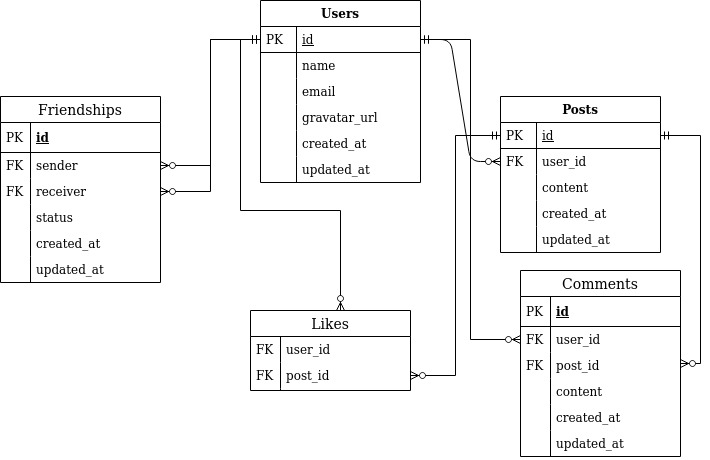 Users
PK id
name
email
gravatar_url
created_at
updated_at
Friendships
PK id
FK sender
FK receiver
status
created_at
updated_at
Posts
PK id
FK user_id
content
created_at
updated_at
Likes
FK user_id
FK post_id
Comments
PK id
FK user_id
FK post_id
content
created_at
updated_at